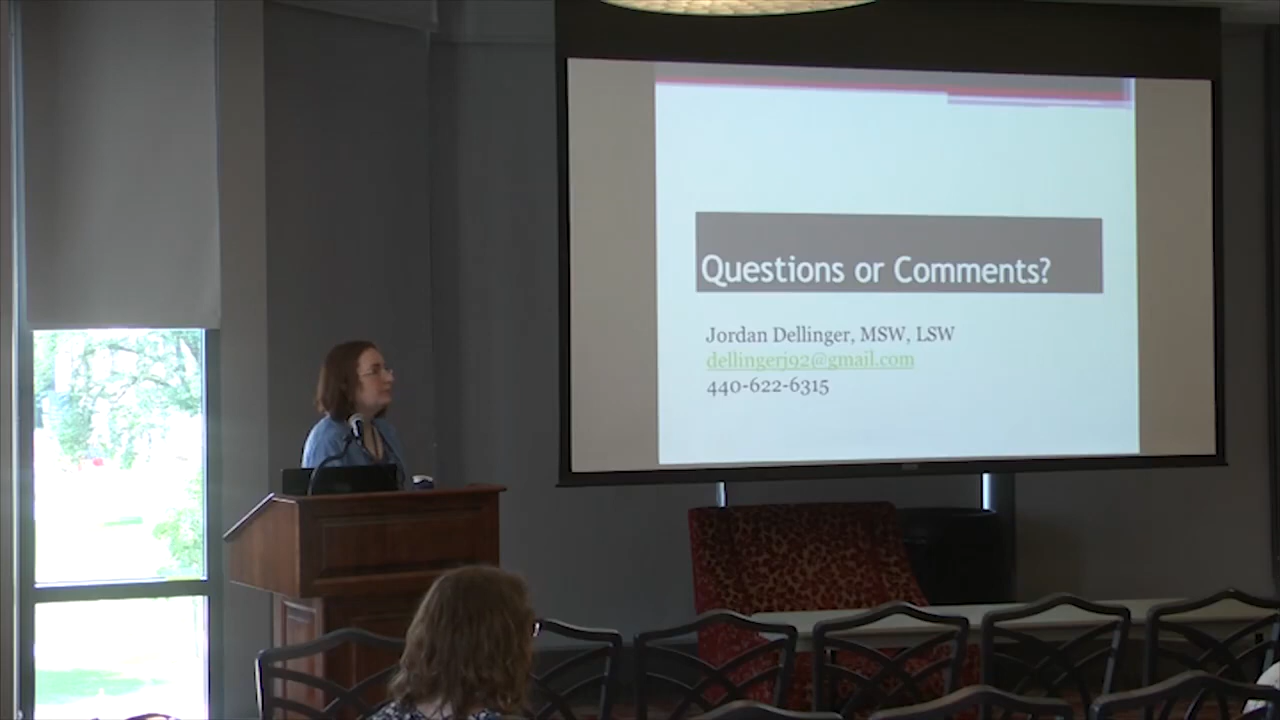 Questions or Comments?
Jordan Dellinger, MSW, LSW
dellingerj92@gmail.com
440-622-6315